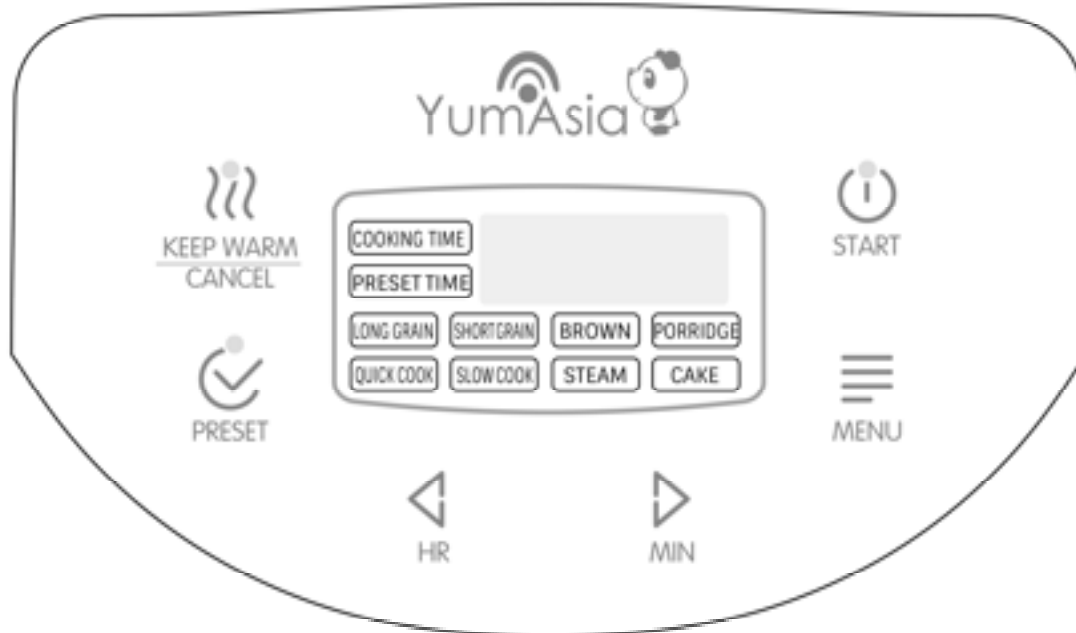 YumAsia
KEEP WARM
CANCEL
START
COOKING TIME
PRESET TIME
LONG GRAIN SHORT GRAIN BROWN PORRIDGE
QUICK COOK SLOW COOK STEAM CAKE
PRESET
MENU
HR
MIN